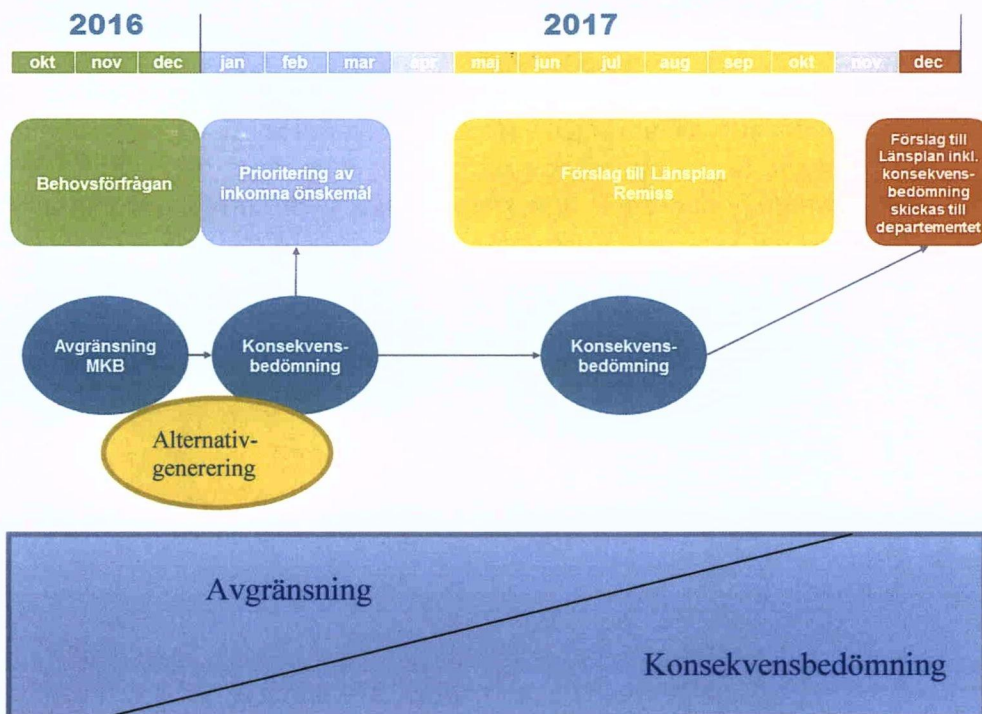 2016
2017
okt nov dec jan feb mar apr maj jun jul aug sep okt nov dec
Behovsförfrågan
Prioritering av
inkomna önskemål
Förslag till Länsplan
Remiss
Förslag till
Länsplan inkl.
konsekvens-
bedömning
skickas till
departementet
Avgränsning
MKB
Konsekvens-
bedömning
Konsekvens-
bedömning
Alternativ-
generering
Avgränsning
Konsekvensbedömning